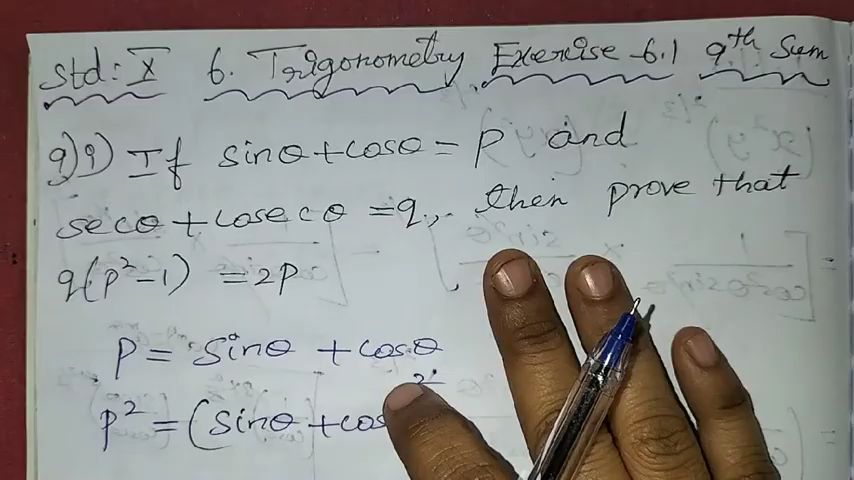 Std: X 6. Trigonometry Exercise - 6.1 9th Sum
Q)9) If sinθ + cosθ = P and
secθ + cosecθ = q, then prove that
q(p²-1) = 2P
P = Sinθ + cosθ
p² = (sinθ + cos